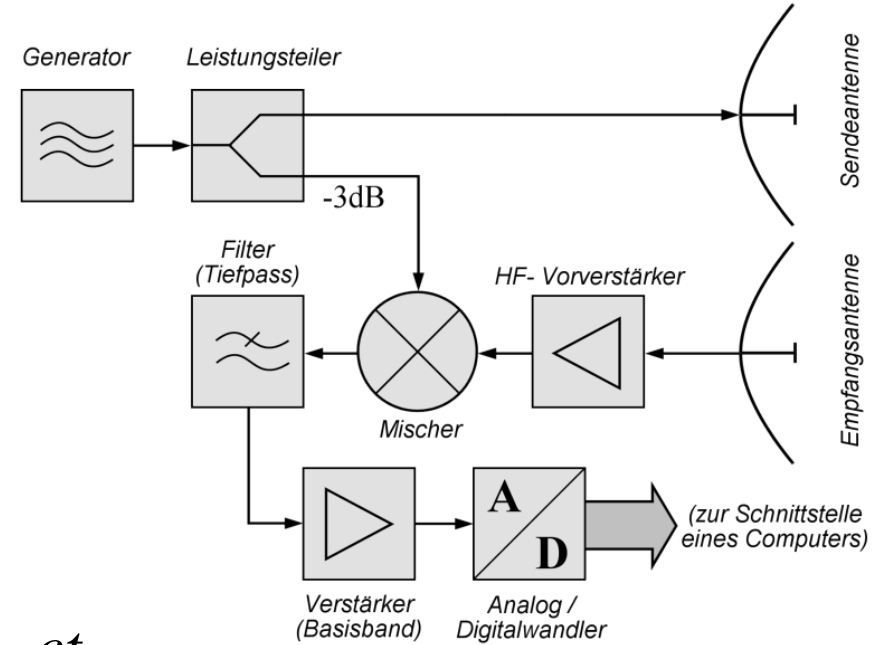 Generator
Leistungsteiler
Sendeantenne
-3dB
Filter
(Tiefpass)
HF- Vorverstärker
Empfangsantenne
Mischer
A
D
(zur Schnittstelle
eines Computers)
Verstärker
(Basisband)
Analog /
Digitalwandler